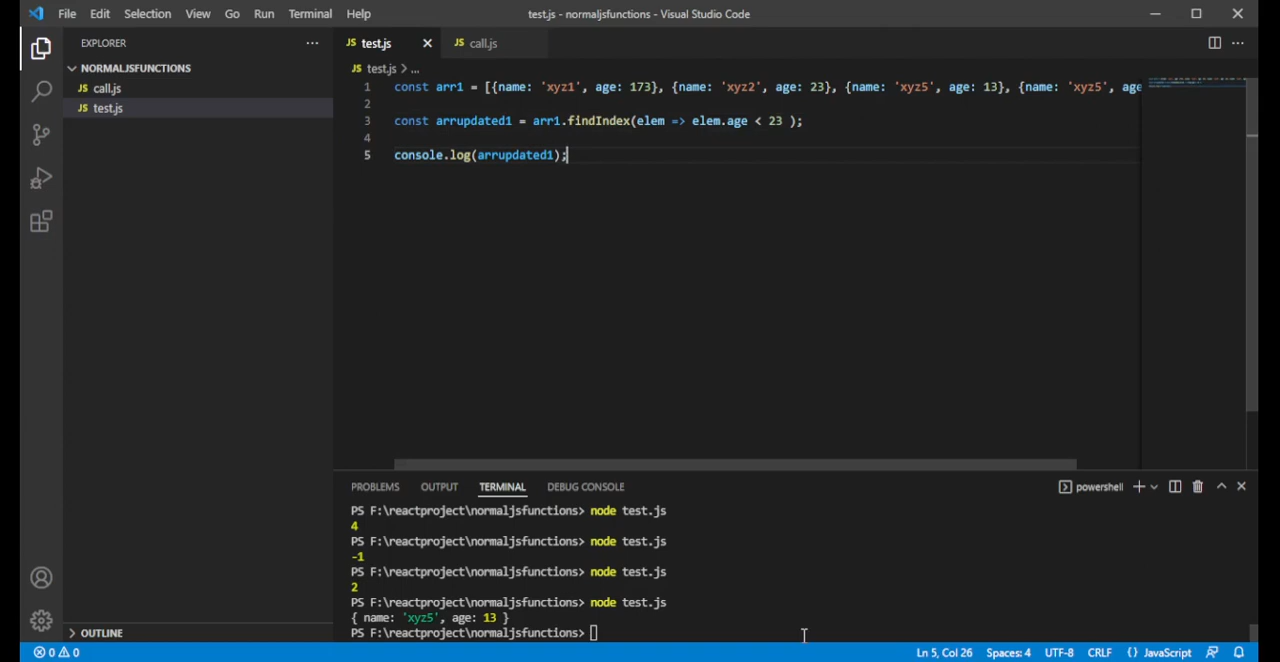 File Edit Selection View Go Run Terminal Help test.js - normaljsfunctions - Visual Studio Code
EXPLORER ··· JS test.js × JS call.js ···
NORMALJSFUNCTIONS JS test.js > ...
JS call.js
JS test.js
1 const arr1 = [{name: 'xyz1', age: 173}, {name: 'xyz2', age: 23}, {name: 'xyz5', age: 13}, {name: 'xyz5', age
2
3 const arrupdated1 = arr1.findIndex(elem => elem.age < 23 );
4
5 console.log(arrupdated1);
PROBLEMS OUTPUT TERMINAL DEBUG CONSOLE powershell
PS F:\reactproject\normaljsfunctions> node test.js
4
PS F:\reactproject\normaljsfunctions> node test.js
-1
PS F:\reactproject\normaljsfunctions> node test.js
2
PS F:\reactproject\normaljsfunctions> node test.js
{ name: 'xyz5', age: 13 }
PS F:\reactproject\normaljsfunctions>
OUTLINE
0 0 Ln 5, Col 26 Spaces: 4 UTF-8 CRLF {} JavaScript